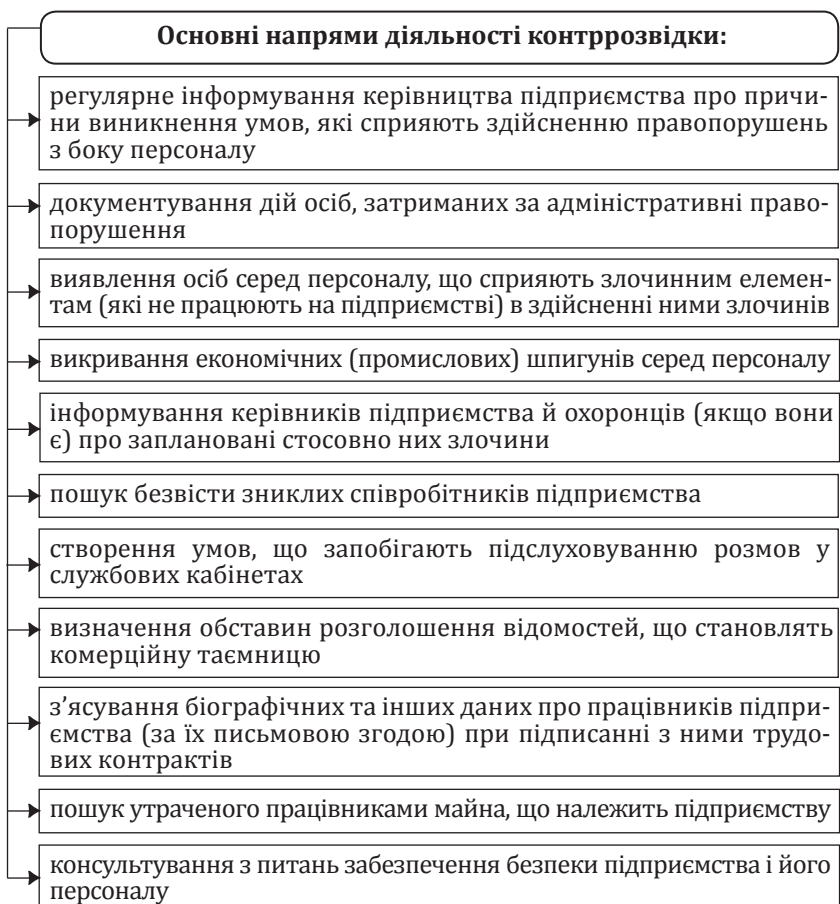 Основні напрями діяльності контррозвідки:
регулярне інформування керівництва підприємства про причи-
ни виникнення умов, які сприяють здійсненню правопорушень
з боку персоналу
документування дій осіб, затриманих за адміністративні право-
порушення
виявлення осіб серед персоналу, що сприяють злочинним елемен-
там (які не працюють на підприємстві) в здійсненні ними злочинів
викривання економічних (промислових) шпигунів серед персоналу
інформування керівників підприємства й охоронців (якщо вони
є) про заплановані стосовно них злочини
пошук безвісти зниклих співробітників підприємства
створення умов, що запобігають підслуховуванню розмов у
службових кабінетах
визначення обставин розголошення відомостей, що становлять
комерційну таємницю
з’ясування біографічних та інших даних про працівників підпри-
ємства (за їх письмовою згодою) при підписанні з ними трудо-
вих контрактів
пошук утраченого працівниками майна, що належить підприємству
консультування з питань забезпечення безпеки підприємства і його
персоналу